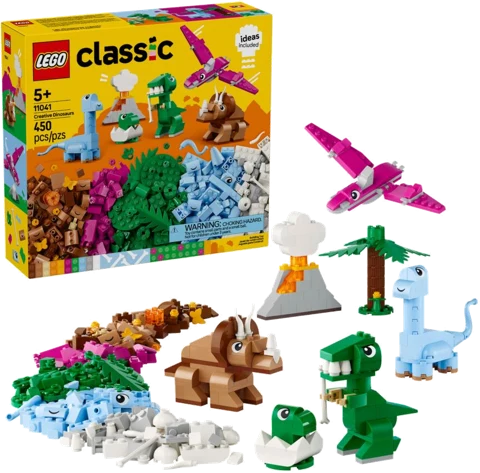 LEGO
classic
ideas
included
5+
11041
Creative Dinosaurs
450
pcs/pzs
WARNING: CHOKING HAZARD.